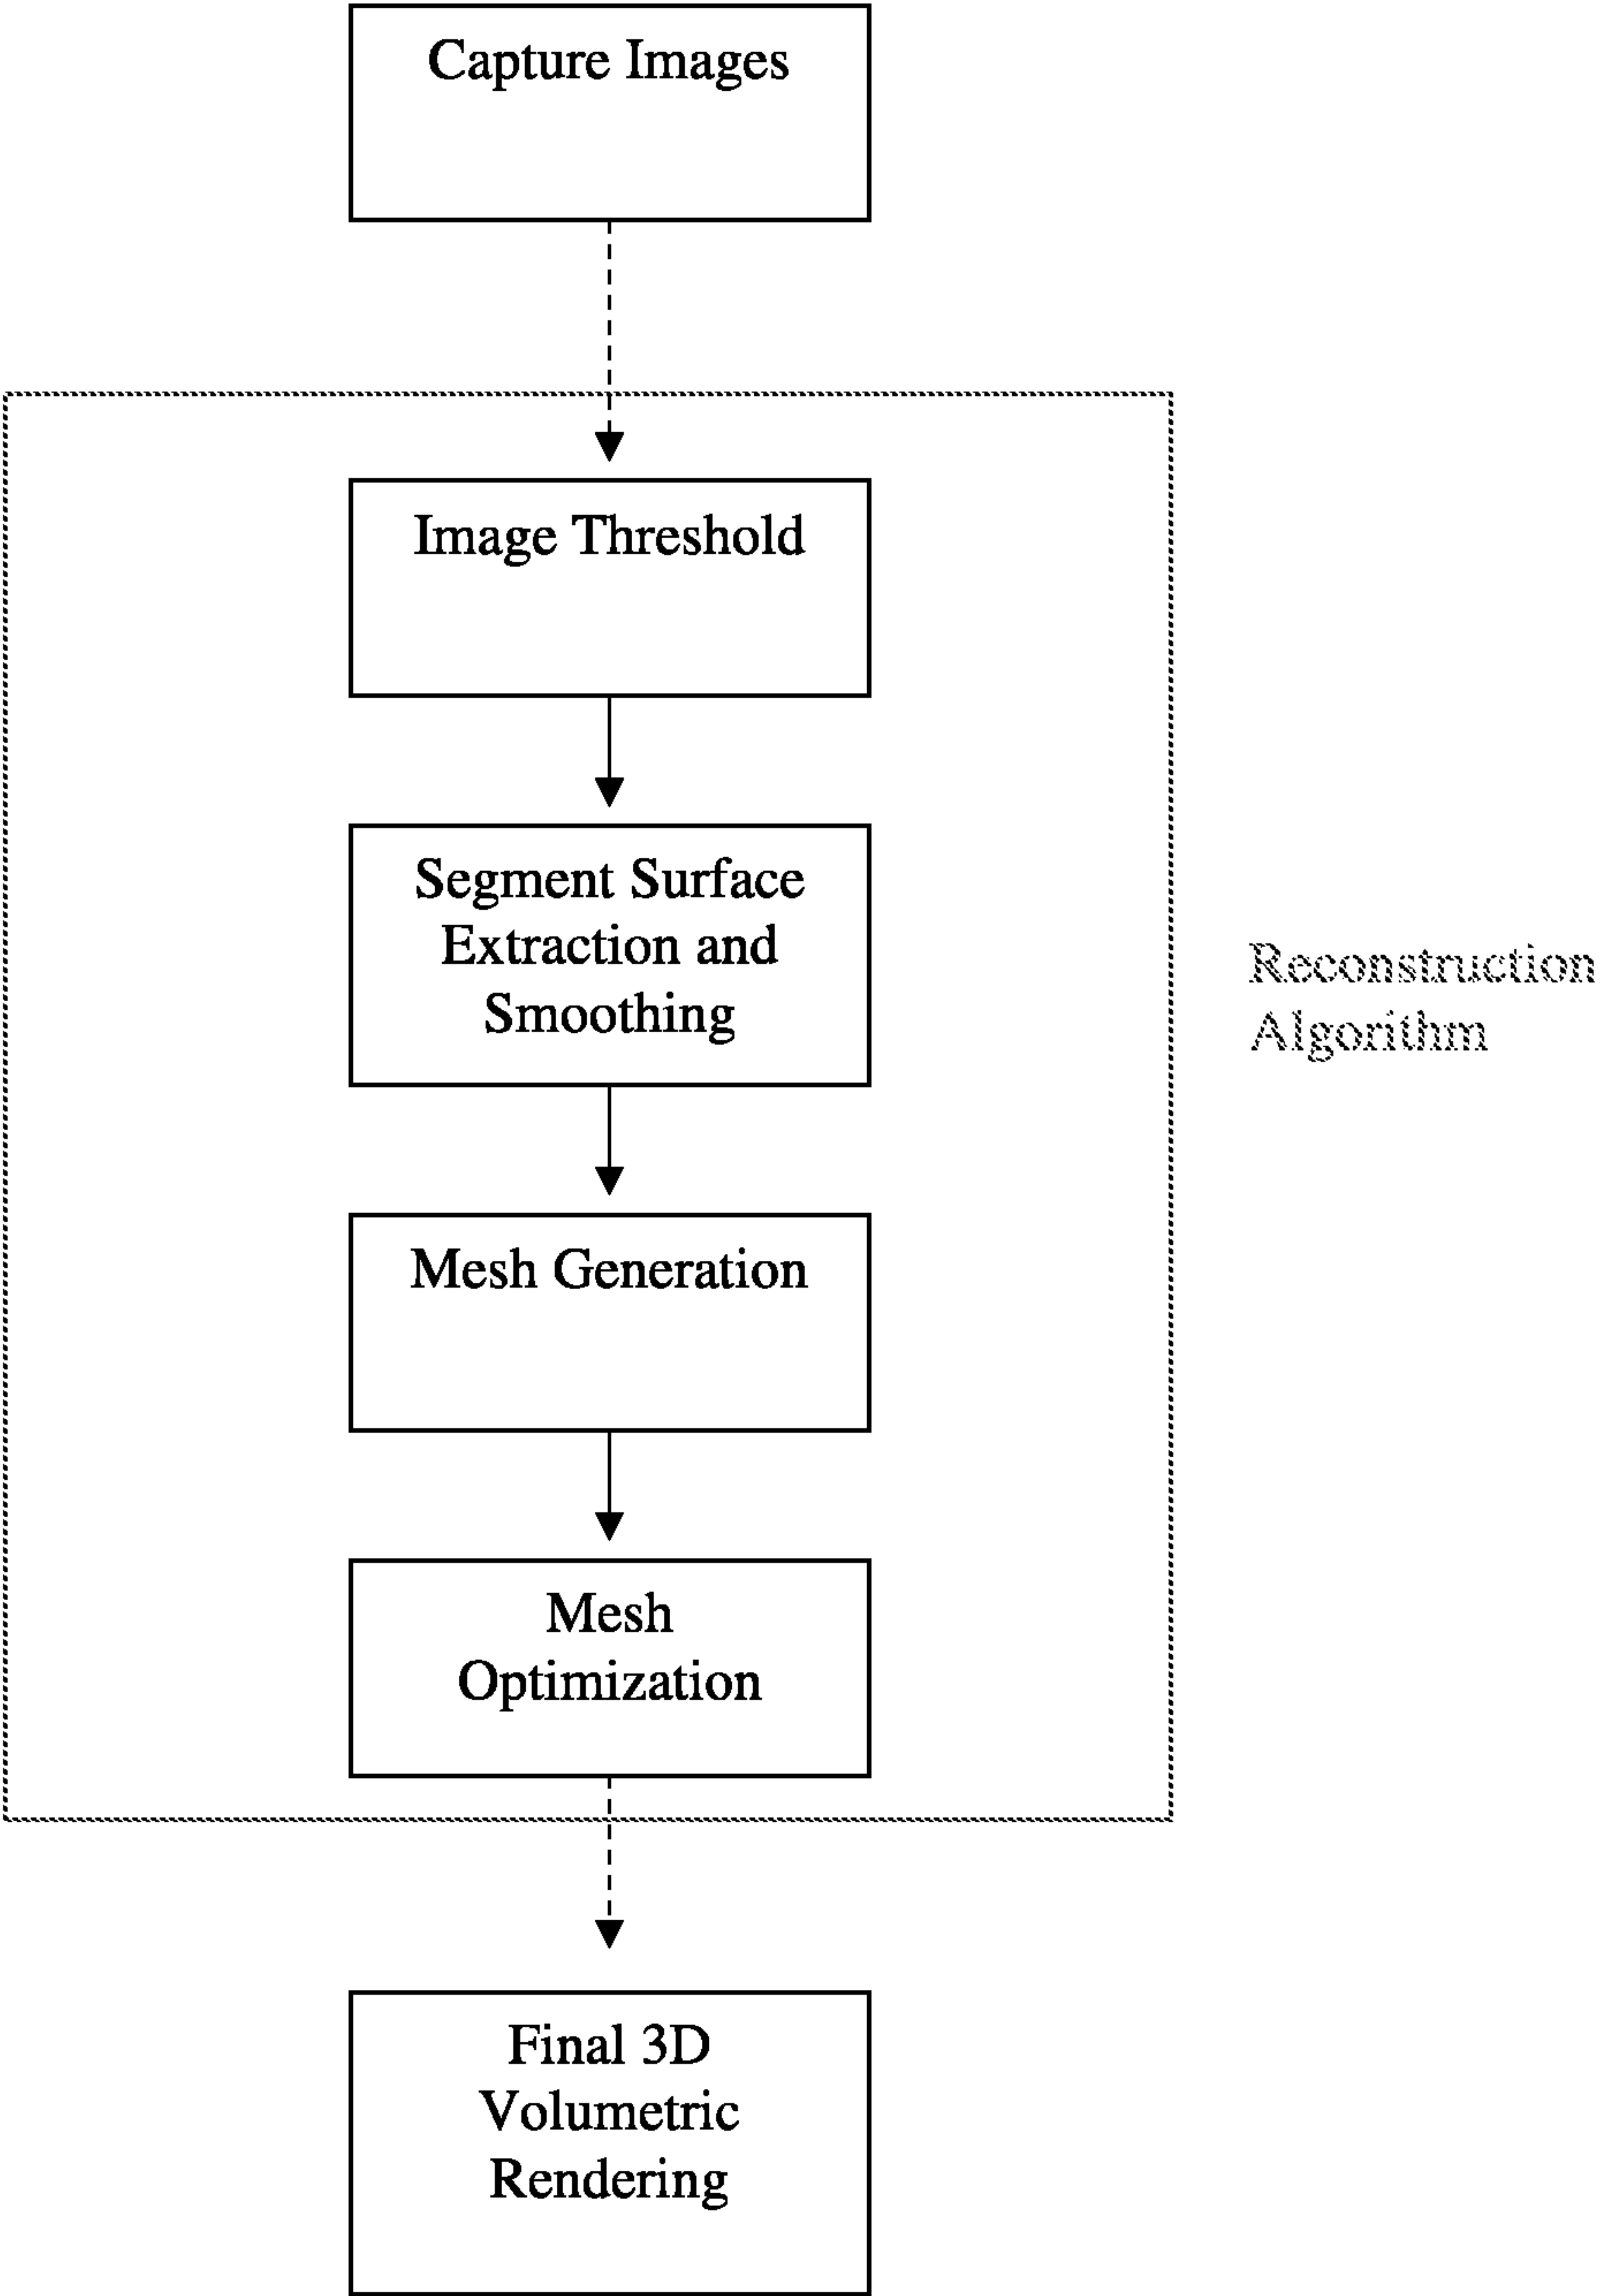 Capture Images
Image Threshold
Segment Surface
Extraction and
Smoothing
Reconstruction
Algorithm
Mesh Generation
Mesh
Optimization
Final 3D
Volumetric
Rendering